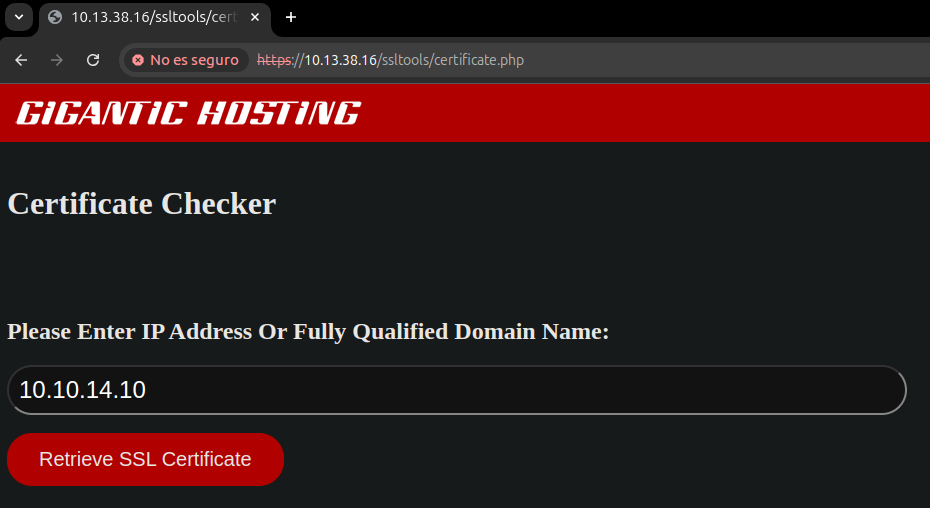 10.13.38.16/ssltools/cert
No es seguro https://10.13.38.16/ssltools/certificate.php
GIGANTIC HOSTING
Certificate Checker
Please Enter IP Address Or Fully Qualified Domain Name:
10.10.14.10
Retrieve SSL Certificate